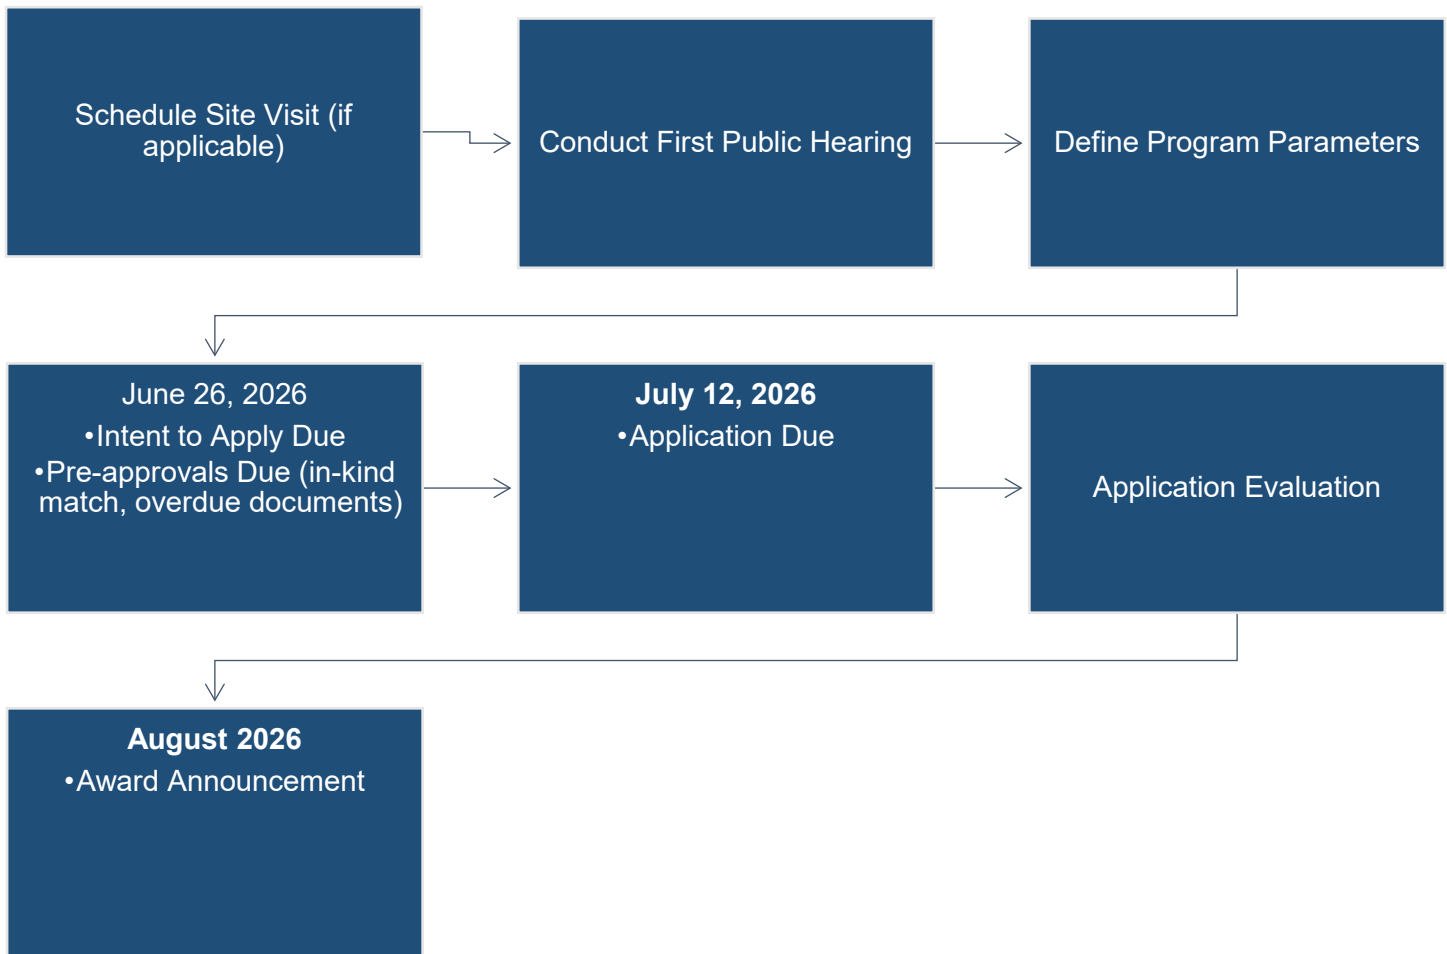 Schedule Site Visit (if
applicable)
Conduct First Public Hearing
Define Program Parameters
June 26, 2026
•Intent to Apply Due
•Pre-approvals Due (in-kind
match, overdue documents)
July 12, 2026
•Application Due
Application Evaluation
August 2026
•Award Announcement